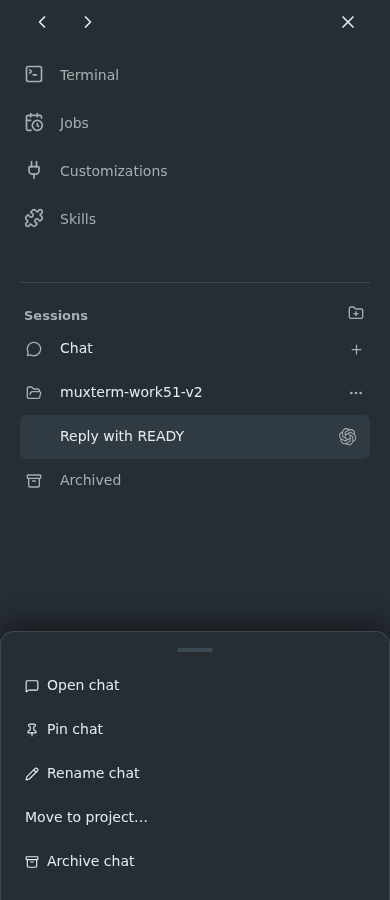 Terminal
Jobs
Customizations
Skills
Sessions
Chat
muxterm-work51-v2
Reply with READY
Archived
Open chat
Pin chat
Rename chat
Move to project...
Archive chat